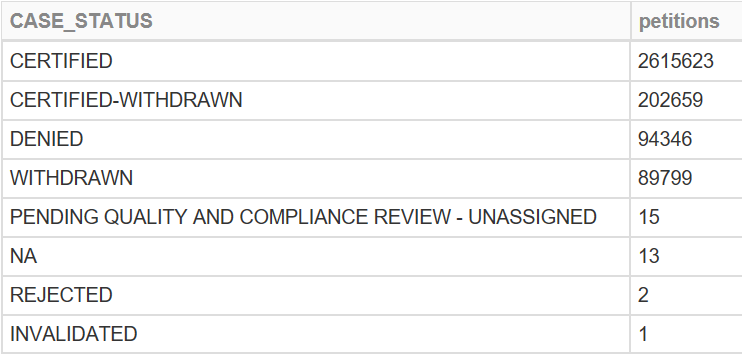 CASE_STATUS petitions
CERTIFIED 2615623
CERTIFIED-WITHDRAWN 202659
DENIED 94346
WITHDRAWN 89799
PENDING QUALITY AND COMPLIANCE REVIEW - UNASSIGNED 15
NA 13
REJECTED 2
INVALIDATED 1